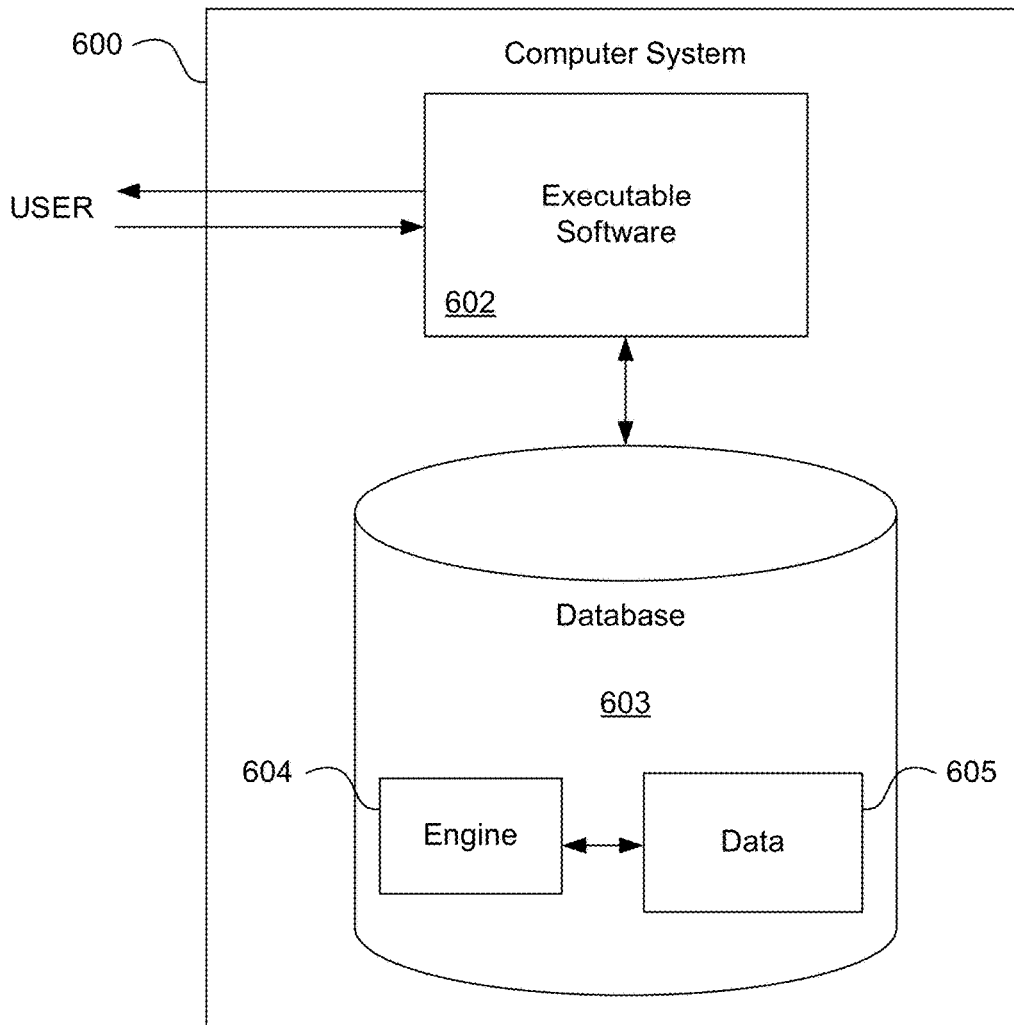 600
Computer System
Executable
Software
USER
602
Database
603
604
605
Engine
Data